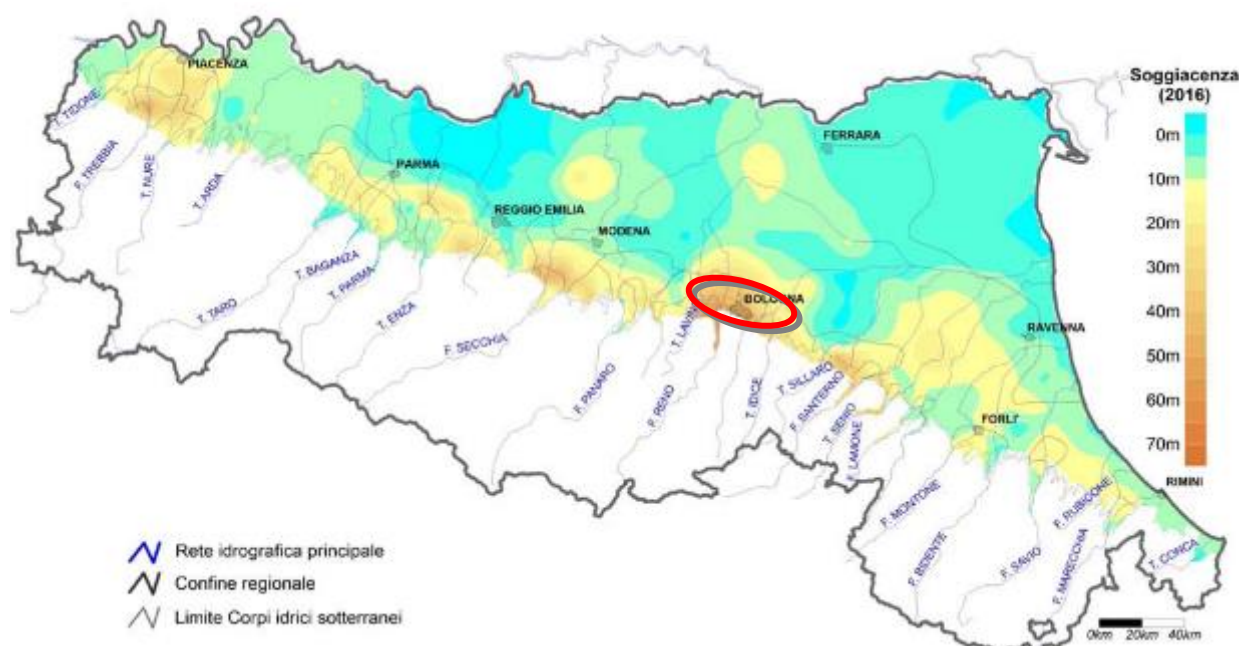 PIACENZA
Soggiacenza
(2016)
0m
10m
20m
30m
40m
50m
60m
70m
FERRARA
PARMA
REGGIO EMILIA
MODENA
BOLOGNA
RAVENNA
FORLI'
RIMINI
T. TIDONE
F. TREBBIA
T. NURE
T. ARDA
T. TARO
T. BAGANZA
T. PARMA
T. ENZA
F. SECCHIA
F. PANARO
F. RENO
T. LAVINO
T. IDICE
T. SILLARO
F. SANTERNO
T. SENIO
F. LAMONE
F. MONTONE
F. BIDENTE
F. SAVIO
F. RUBICONE
F. MARECCHIA
T. CONCA
Rete idrografica principale
Confine regionale
Limite Corpi idrici sotterranei
0km 20km 40km